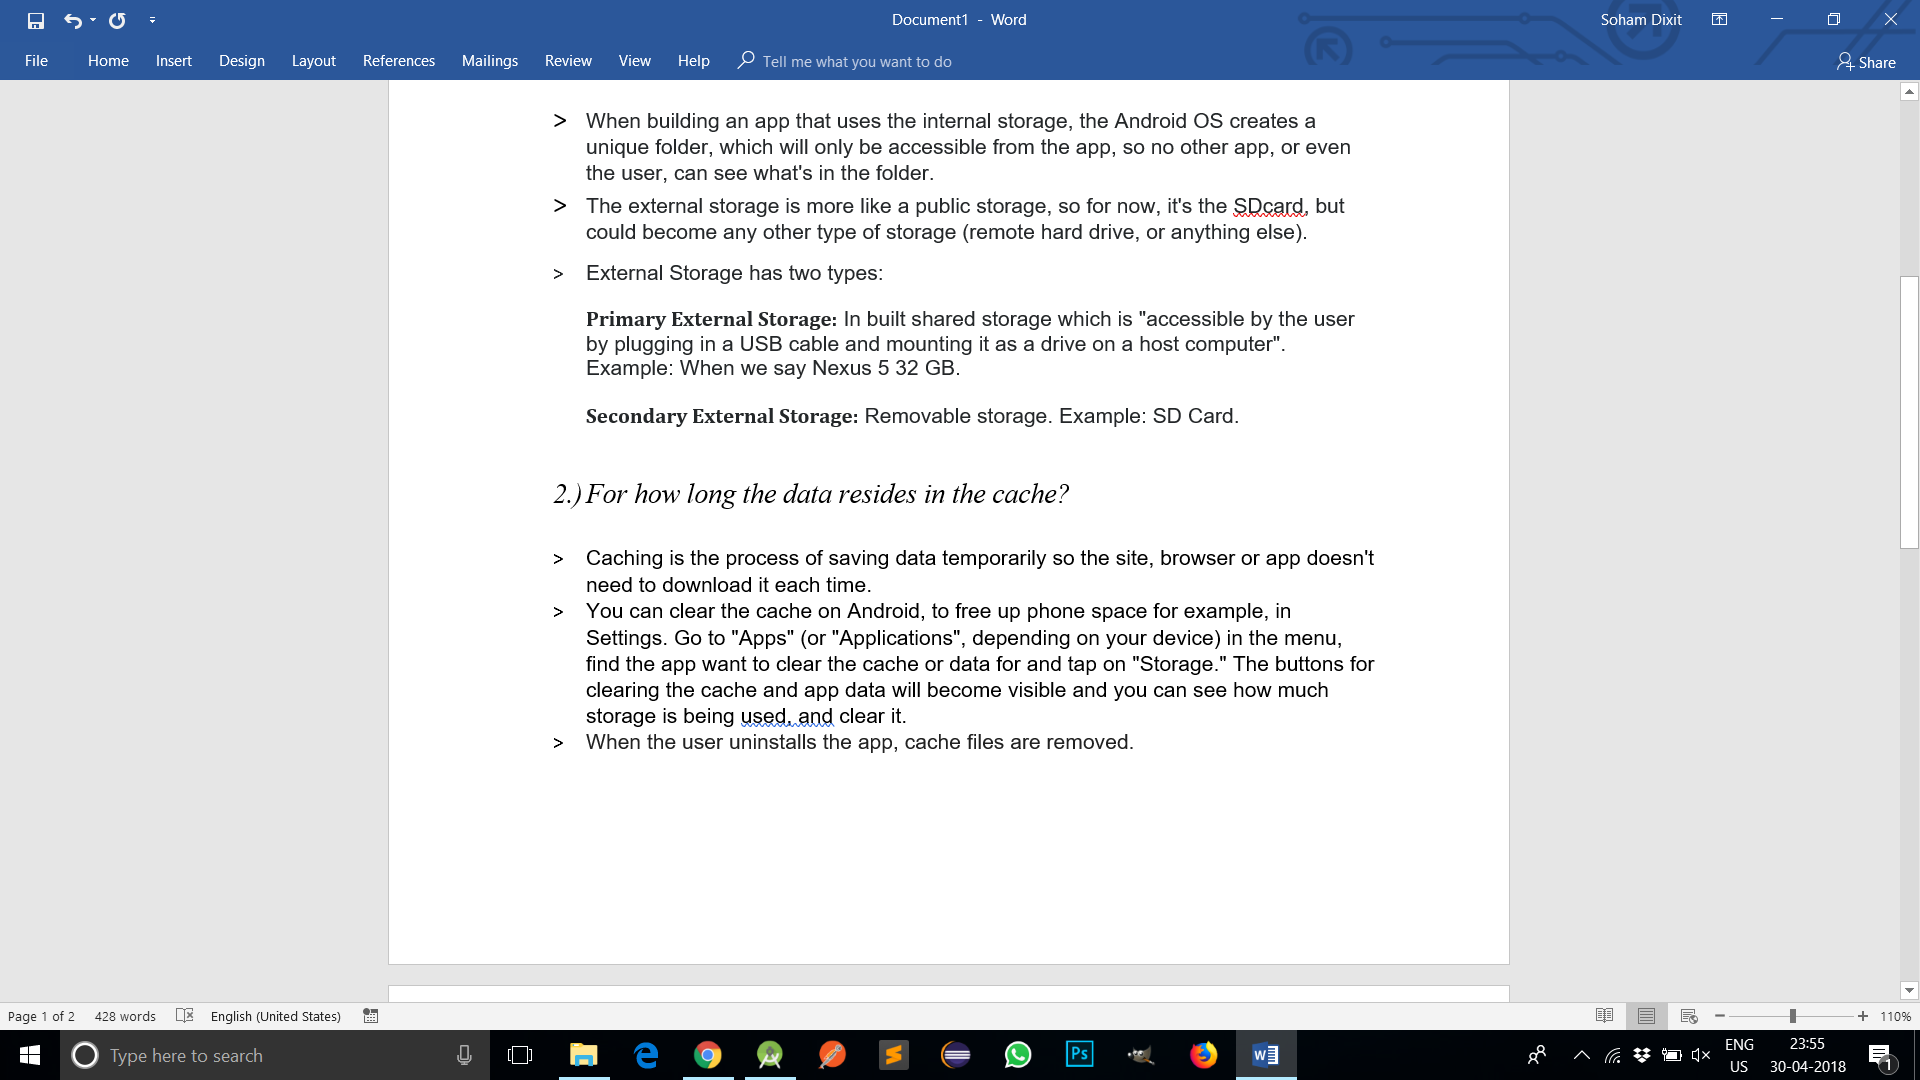 Document1 - Word
Soham Dixit
File Home Insert Design Layout References Mailings Review View Help Tell me what you want to do
Share
> When building an app that uses the internal storage, the Android OS creates a
unique folder, which will only be accessible from the app, so no other app, or even
the user, can see what's in the folder.
> The external storage is more like a public storage, so for now, it's the SDcard, but
could become any other type of storage (remote hard drive, or anything else).
> External Storage has two types:
Primary External Storage: In built shared storage which is "accessible by the user
by plugging in a USB cable and mounting it as a drive on a host computer".
Example: When we say Nexus 5 32 GB.
Secondary External Storage: Removable storage. Example: SD Card.
2.) For how long the data resides in the cache?
> Caching is the process of saving data temporarily so the site, browser or app doesn't
need to download it each time.
> You can clear the cache on Android, to free up phone space for example, in
Settings. Go to "Apps" (or "Applications", depending on your device) in the menu,
find the app want to clear the cache or data for and tap on "Storage." The buttons for
clearing the cache and app data will become visible and you can see how much
storage is being used, and clear it.
> When the user uninstalls the app, cache files are removed.
Page 1 of 2 428 words English (United States) 110%
Type here to search
Ps
ENG
US
23:55
30-04-2018
1